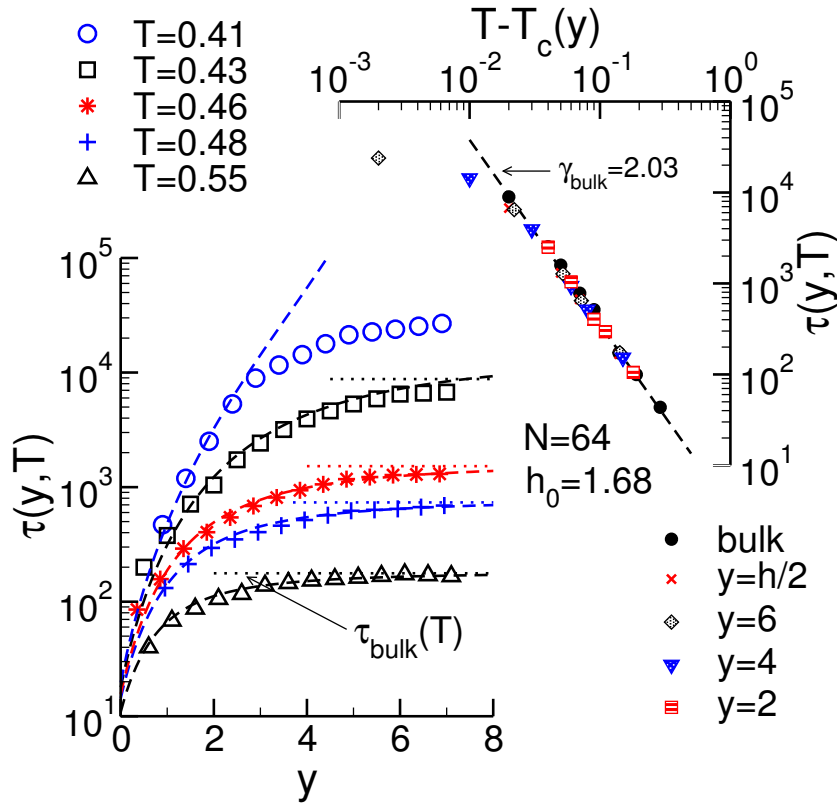 T=0.41
T=0.43
T=0.46
T=0.48
T=0.55
T-T_c(y)
10^-3 10^-2 10^-1 10^0
10^5
10^4
10^3
10^2
10^1
τ(y,T)
γ_bulk=2.03
10^5
10^4
10^3
10^2
10^1
τ(y,T)
N=64
h_0=1.68
τ_bulk(T)
0 2 4 6 8
y
bulk
y=h/2
y=6
y=4
y=2